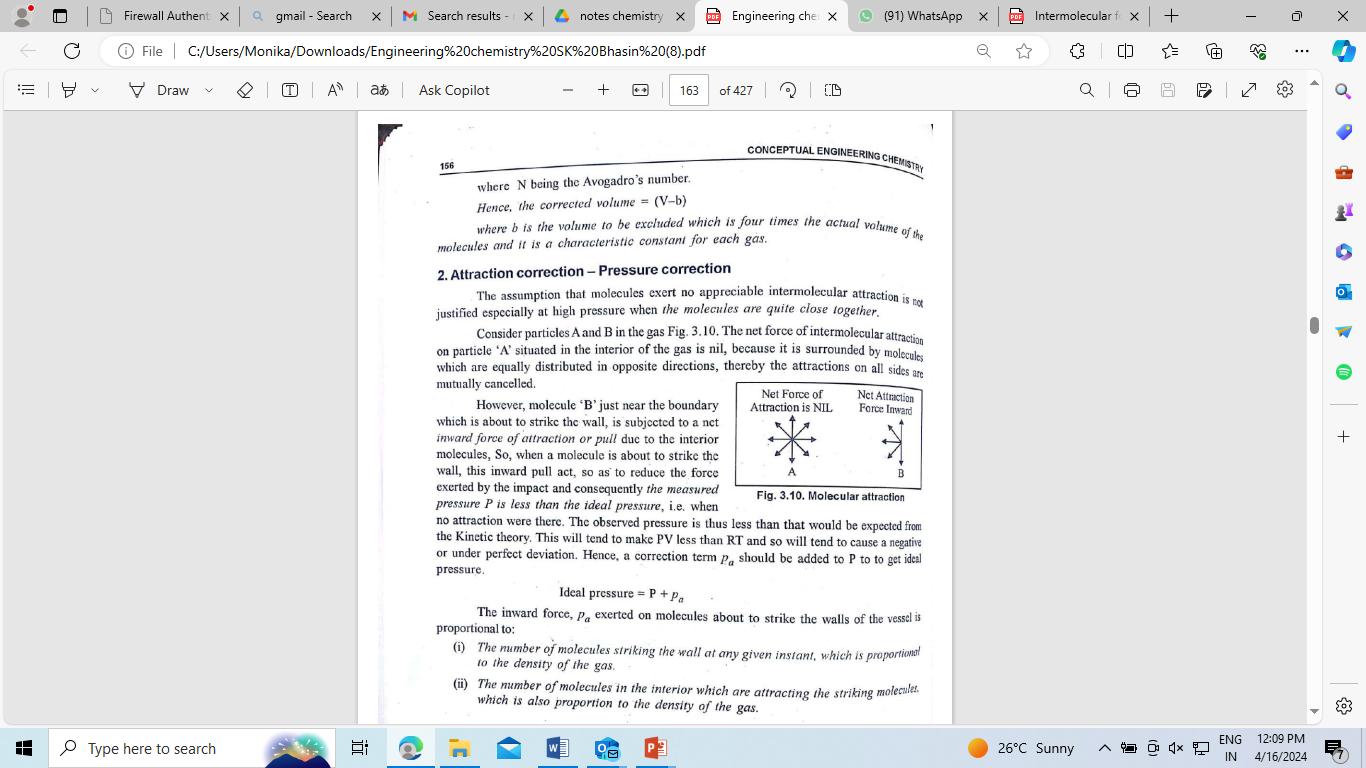 Firewall Authent
gmail - Search
Search results -
notes chemistry
Engineering che
(91) WhatsApp
Intermolecular f
File
C:/Users/Monika/Downloads/Engineering%20chemistry%20SK%20Bhasin%20(8).pdf
Draw
Ask Copilot
163 of 427
156
CONCEPTUAL ENGINEERING CHEMISTRY
where N being the Avogadro's number.
Hence, the corrected volume = (V–b)
where b is the volume to be excluded which is four times the actual volume of the
molecules and it is a characteristic constant for each gas.
2. Attraction correction – Pressure correction
The assumption that molecules exert no appreciable intermolecular attraction is not
justified especially at high pressure when the molecules are quite close together.
Consider particles A and B in the gas Fig. 3.10. The net force of intermolecular attraction
on particle 'A' situated in the interior of the gas is nil, because it is surrounded by molecules
which are equally distributed in opposite directions, thereby the attractions on all sides are
mutually cancelled.
However, molecule 'B' just near the boundary
which is about to strike the wall, is subjected to a net
inward force of attraction or pull due to the interior
molecules, So, when a molecule is about to strike the
wall, this inward pull act, so as to reduce the force
exerted by the impact and consequently the measured
pressure P is less than the ideal pressure, i.e. when
Net Force of
Attraction is NIL
Net Attraction
Force Inward
A
B
Fig. 3.10. Molecular attraction
no attraction were there. The observed pressure is thus less than that would be expected from
the Kinetic theory. This will tend to make PV less than RT and so will tend to cause a negative
or under perfect deviation. Hence, a correction term pₐ should be added to P to to get ideal
pressure.
Ideal pressure = P + pₐ
The inward force, pₐ exerted on molecules about to strike the walls of the vessel is
proportional to:
(i) The number of molecules striking the wall at any given instant, which is proportional
to the density of the gas.
(ii) The number of molecules in the interior which are attracting the striking molecules,
which is also proportion to the density of the gas.
Type here to search
26°C Sunny
ENG
IN
12:09 PM
4/16/2024
7